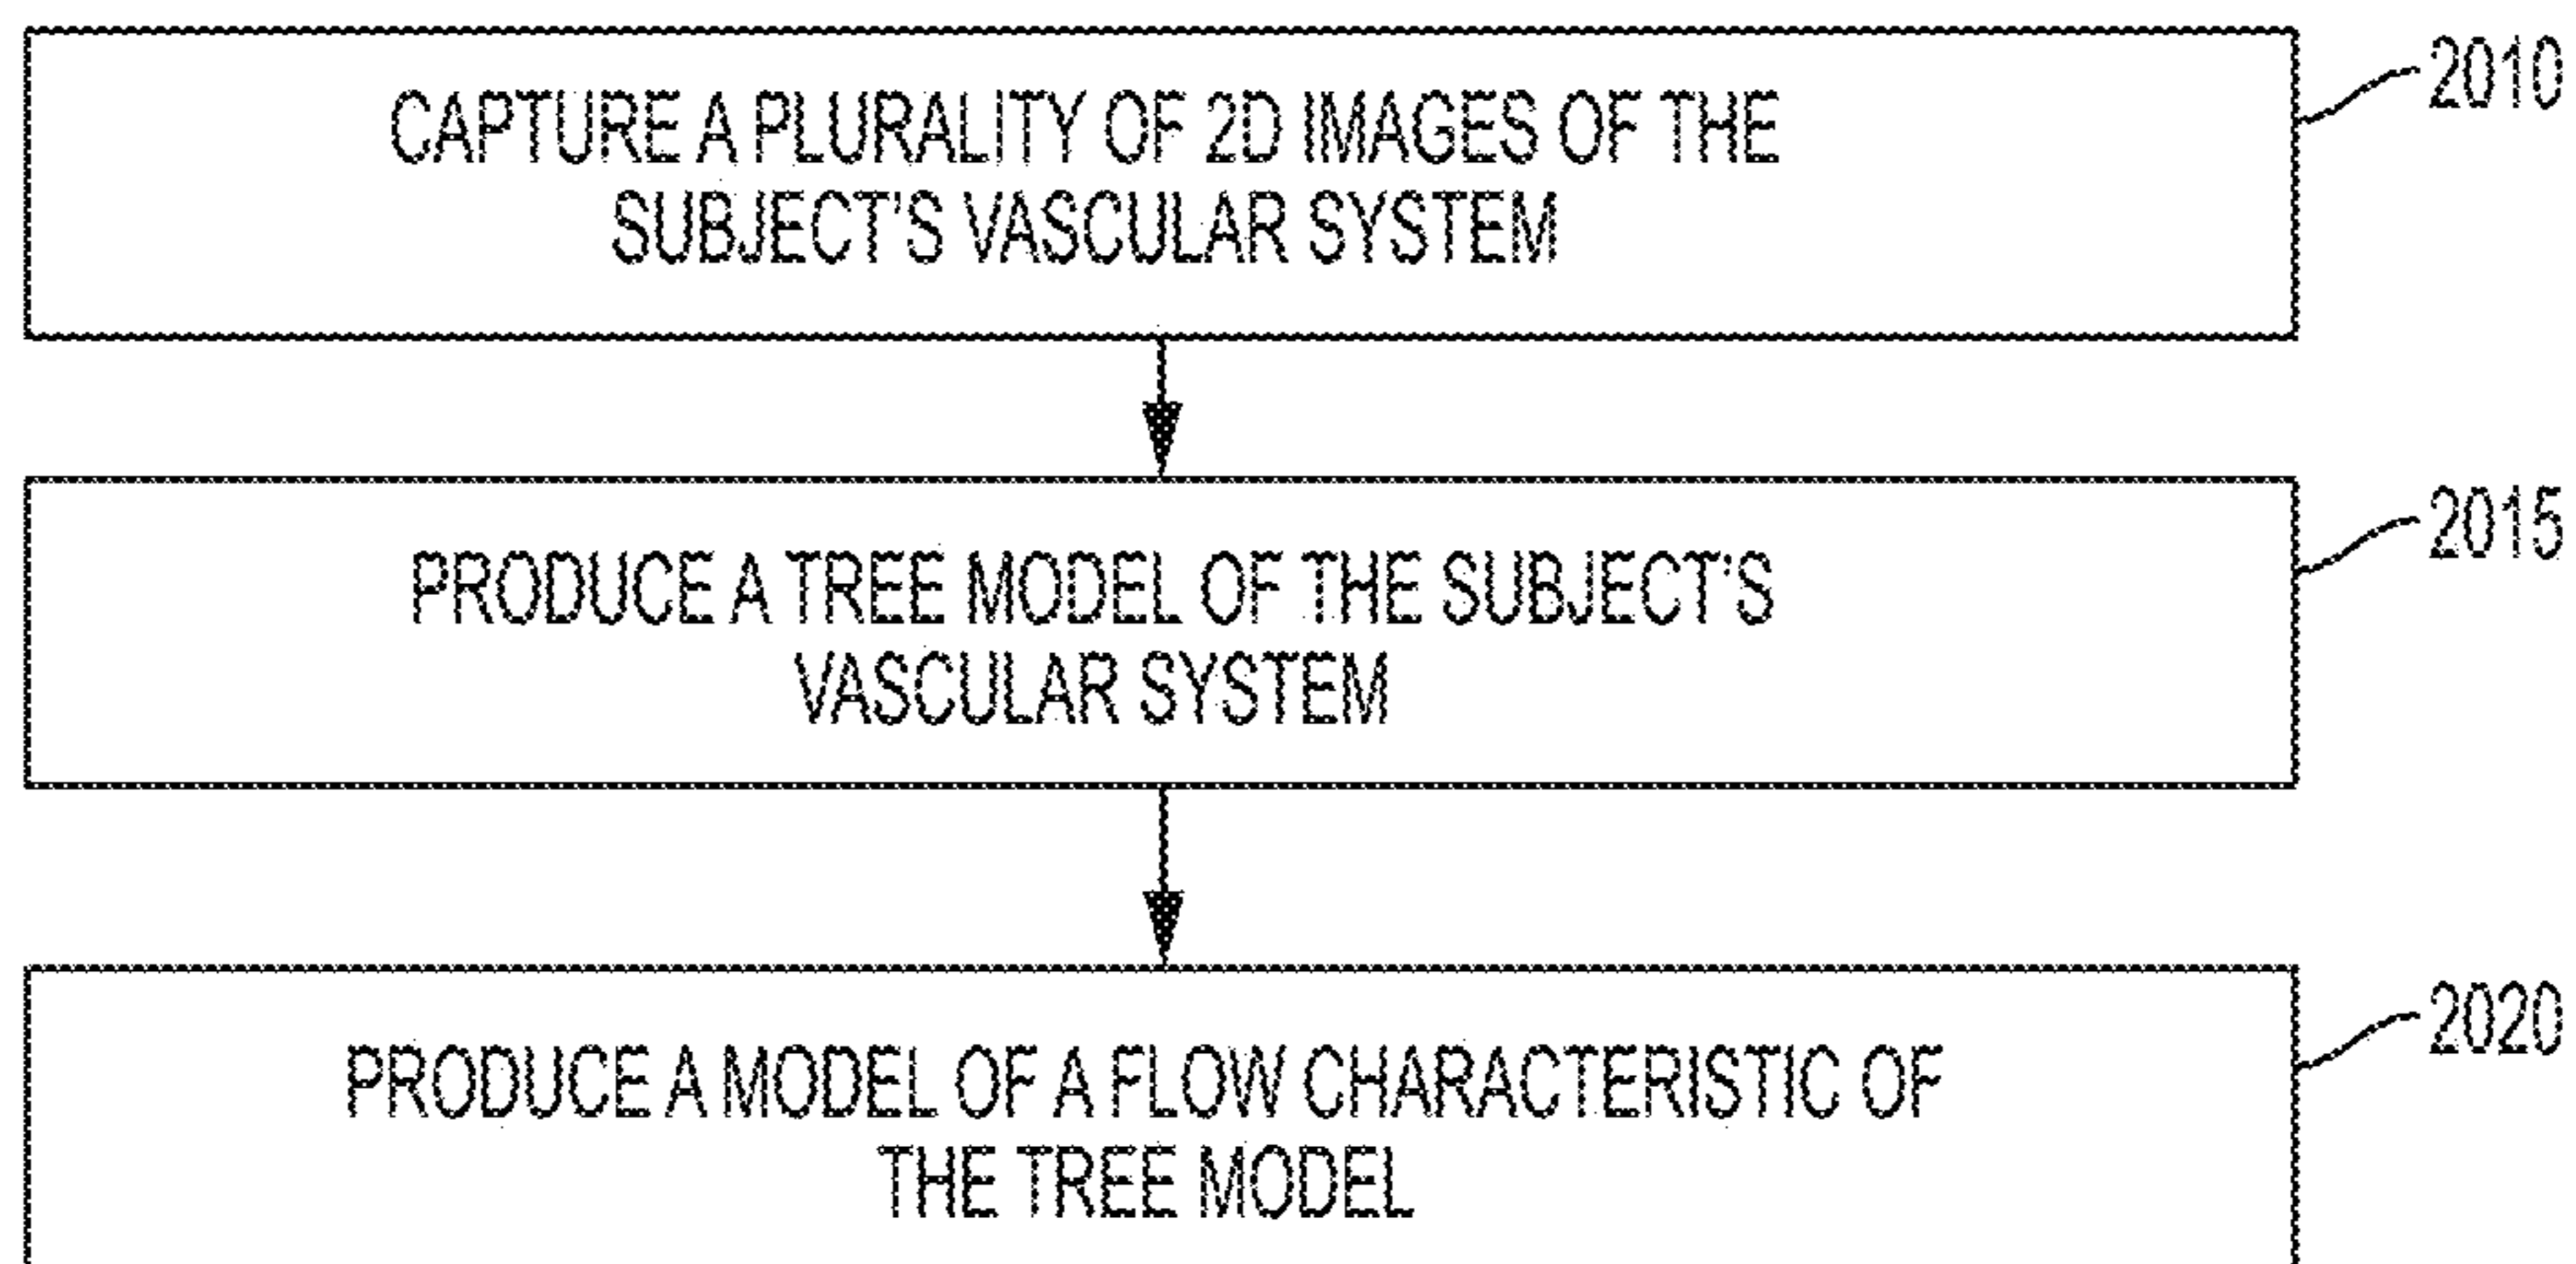 CAPTURE A PLURALITY OF 2D IMAGES OF THE
SUBJECT'S VASCULAR SYSTEM
2010
PRODUCE A TREE MODEL OF THE SUBJECT'S
VASCULAR SYSTEM
2015
PRODUCE A MODEL OF A FLOW CHARACTERISTIC OF
THE TREE MODEL
2020